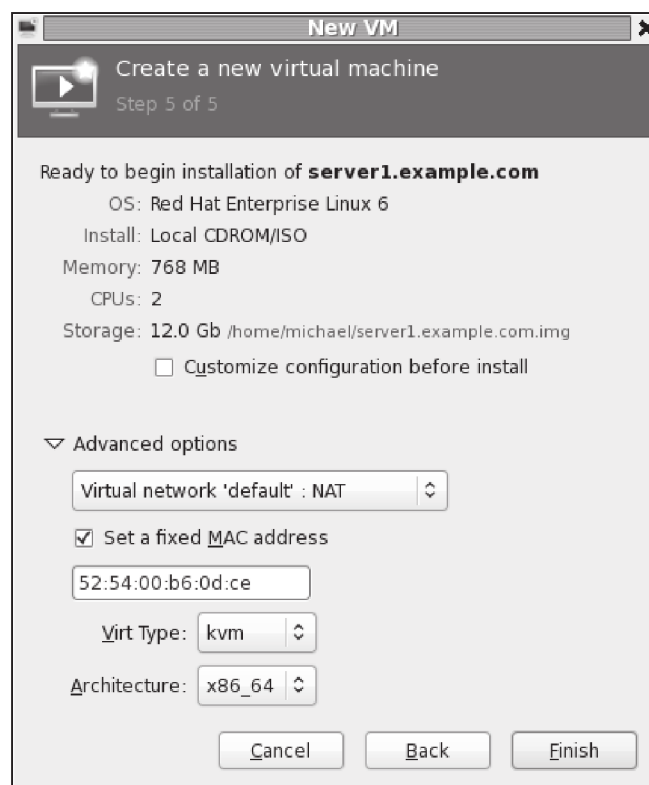 New VM
Create a new virtual machine
Step 5 of 5
Ready to begin installation of server1.example.com
OS: Red Hat Enterprise Linux 6
Install: Local CDROM/ISO
Memory: 768 MB
CPUs: 2
Storage: 12.0 Gb /home/michael/server1.example.com.img
Customize configuration before install
Advanced options
Virtual network 'default' : NAT
Set a fixed MAC address
52:54:00:b6:0d:ce
Virt Type: kvm
Architecture: x86_64
Cancel Back Finish